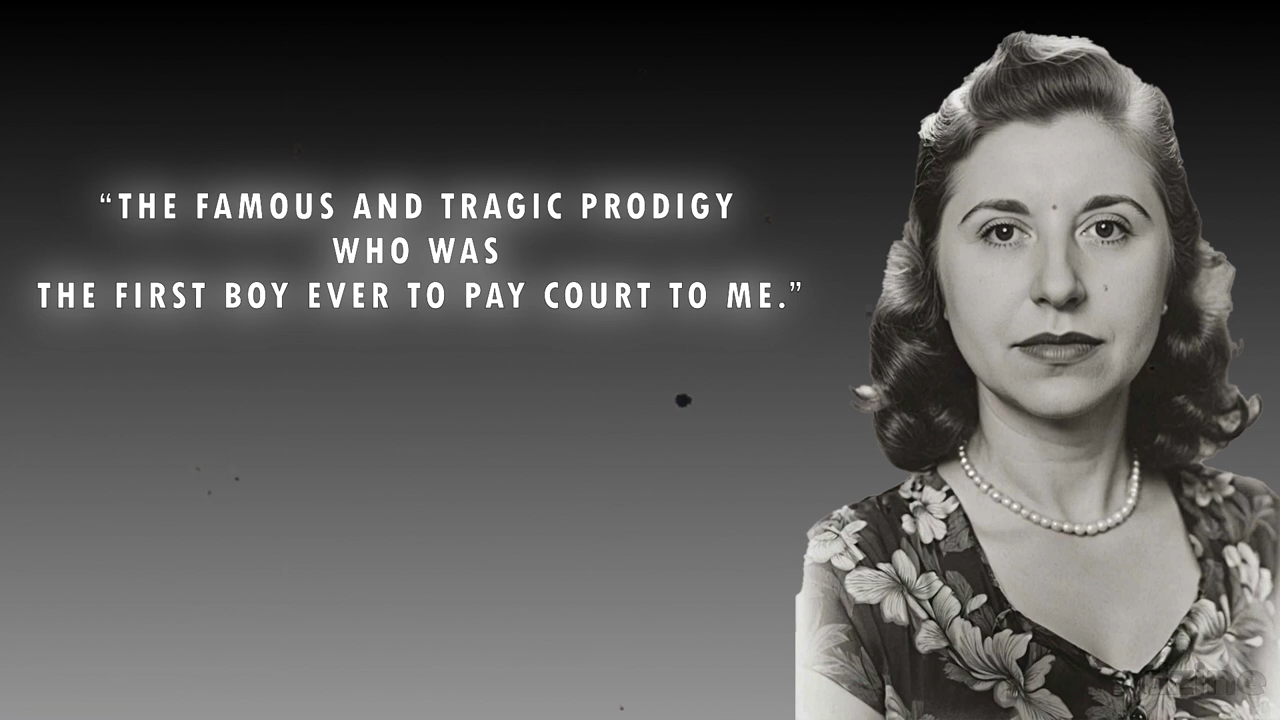 “THE FAMOUS AND TRAGIC PRODIGY
WHO WAS
THE FIRST BOY EVER TO PAY COURT TO ME.”